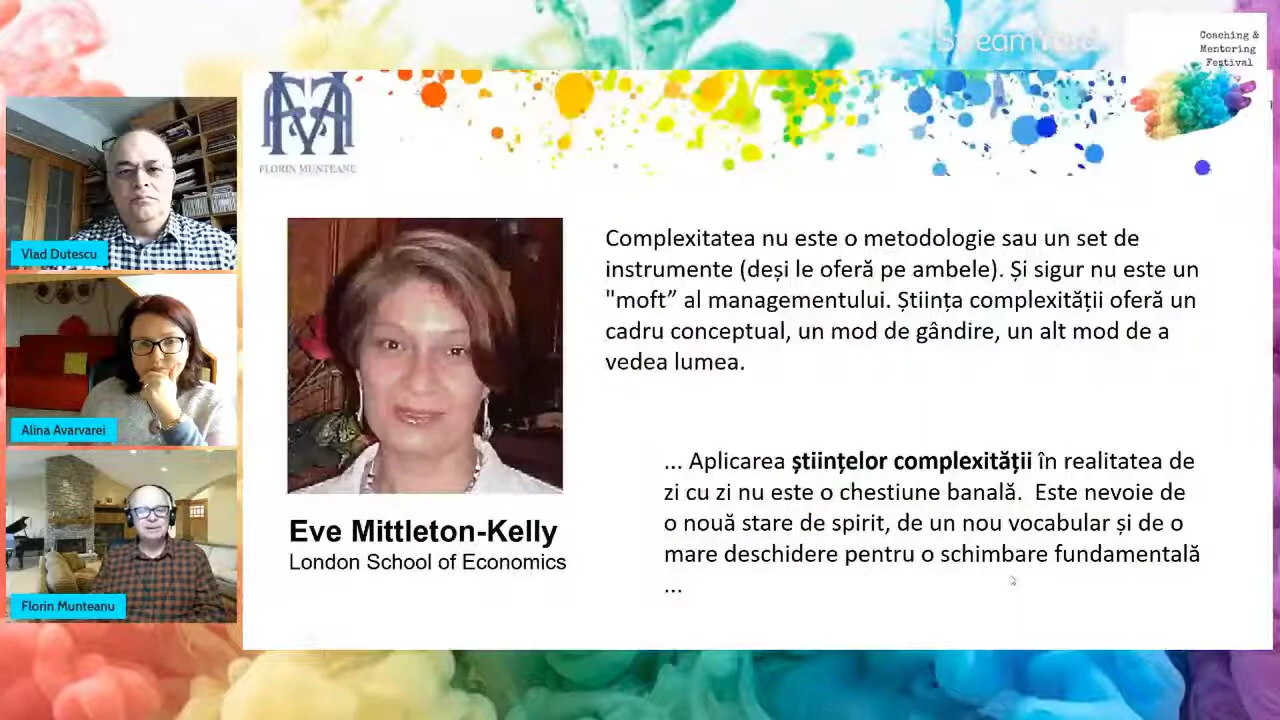 StreamYard
Coaching &
Mentoring
Festival
FLORIN MUNTEANU
Vlad Dutescu
Alina Avarvarei
Florin Munteanu
Complexitatea nu este o metodologie sau un set de
instrumente (deși le oferă pe ambele). Și sigur nu este un
"moft” al managementului. Știința complexității oferă un
cadru conceptual, un mod de gândire, un alt mod de a
vedea lumea.
... Aplicarea științelor complexității în realitatea de
zi cu zi nu este o chestiune banală. Este nevoie de
o nouă stare de spirit, de un nou vocabular și de o
mare deschidere pentru o schimbare fundamentală
...
Eve Mittleton-Kelly
London School of Economics